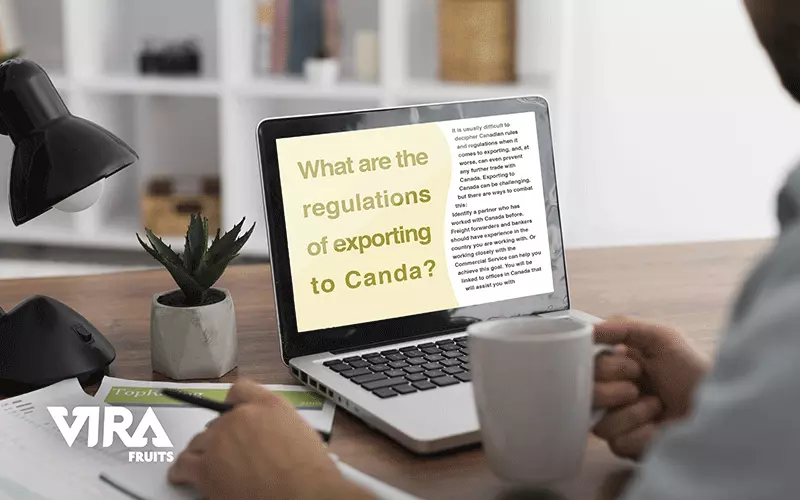 What are the
regulations
of exporting
to Canda?
It is usually difficult to
decipher Canadian rules
and regulations when it
comes to exporting, and, at
worse, can even prevent
any further trade with
Canada. Exporting to
Canada can be challenging,
but there are ways to combat
this:
Identify a partner who has
worked with Canada before.
Freight forwarders and bankers
should have experience in the
country you are working with. Or
working closely with the
Commercial Service can help you
achieve this goal. You will be
linked to offices in Canada that
will assist you with
VIRA
FRUITS